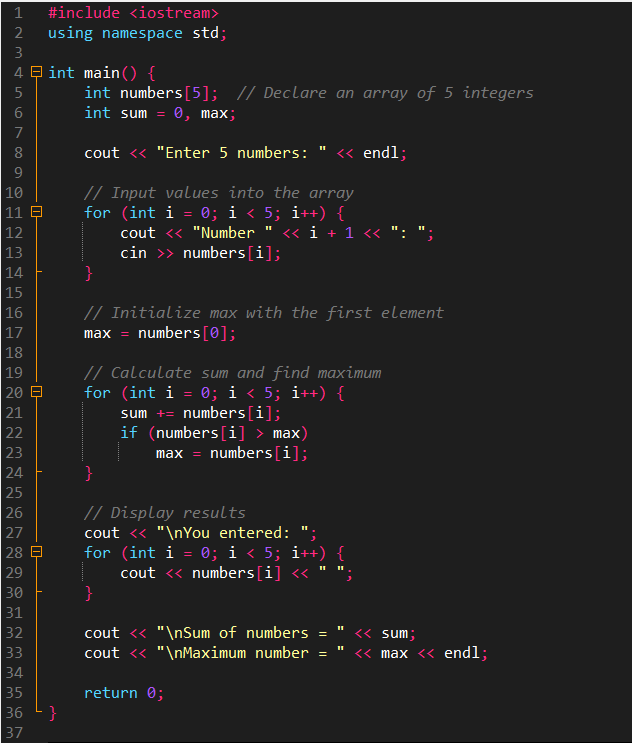 1 #include <iostream>
2 using namespace std;
3
4 int main() {
5     int numbers[5];  // Declare an array of 5 integers
6     int sum = 0, max;
7
8     cout << "Enter 5 numbers: " << endl;
9
10     // Input values into the array
11     for (int i = 0; i < 5; i++) {
12         cout << "Number " << i + 1 << ": ";
13         cin >> numbers[i];
14     }
15
16     // Initialize max with the first element
17     max = numbers[0];
18
19     // Calculate sum and find maximum
20     for (int i = 0; i < 5; i++) {
21         sum += numbers[i];
22         if (numbers[i] > max)
23             max = numbers[i];
24     }
25
26     // Display results
27     cout << "\nYou entered: ";
28     for (int i = 0; i < 5; i++) {
29         cout << numbers[i] << " ";
30     }
31
32     cout << "\nSum of numbers = " << sum;
33     cout << "\nMaximum number = " << max << endl;
34
35     return 0;
36 }
37